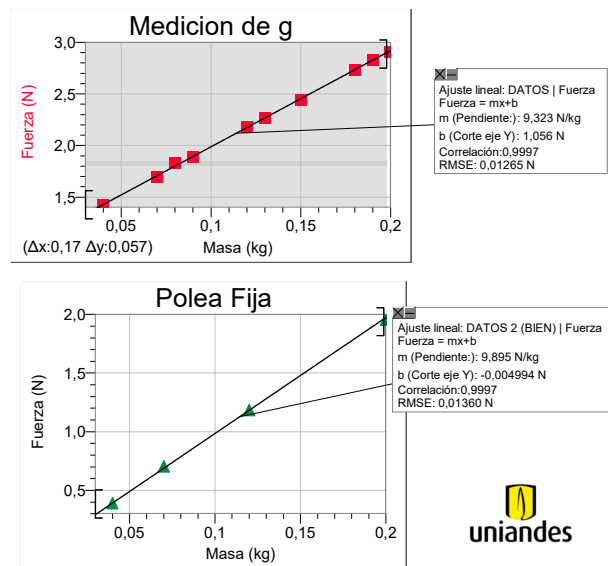 Medicion de g
3,0
2,5
2,0
1,5
Fuerza (N)
0,05
0,1
0,15
0,2
(Δx:0,17 Δy:0,057)
Masa (kg)
Ajuste lineal: DATOS | Fuerza
Fuerza = mx+b
m (Pendiente:): 9,323 N/kg
b (Corte eje Y): 1,056 N
Correlación:0,9997
RMSE: 0,01265 N
Polea Fija
2,0
1,5
1,0
0,5
Fuerza (N)
0,05
0,1
0,15
0,2
Masa (kg)
Ajuste lineal: DATOS 2 (BIEN) | Fuerza
Fuerza = mx+b
m (Pendiente:): 9,895 N/kg
b (Corte eje Y): -0,004994 N
Correlación:0,9997
RMSE: 0,01360 N
uniandes